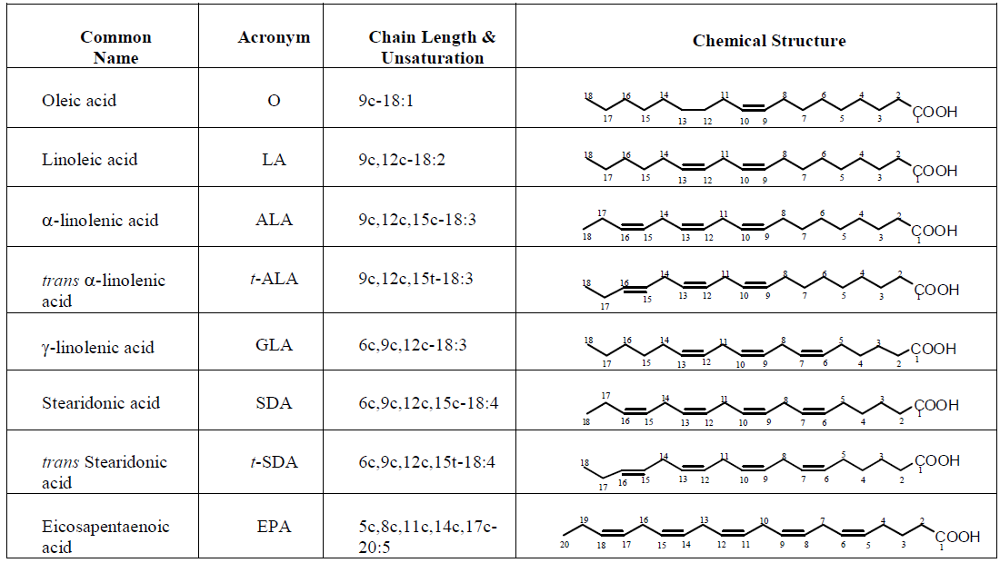 Common
Name
Acronym
Chain Length &
Unsaturation
Chemical Structure
Oleic acid
O
9c-18:1
18 16 14 11 8 6 4 2
COOH
17 15 13 12 10 9 7 5 3 1
Linoleic acid
LA
9c,12c-18:2
18 16 14 11 8 6 4 2
COOH
17 15 13 12 10 9 7 5 3 1
α-linolenic acid
ALA
9c,12c,15c-18:3
17 14 11 8 6 4 2
COOH
18 16 15 13 12 10 9 7 5 3 1
trans α-linolenic
acid
t-ALA
9c,12c,15t-18:3
18 16 14 11 8 6 4 2
COOH
17 15 13 12 10 9 7 5 3 1
γ-linolenic acid
GLA
6c,9c,12c-18:3
18 16 14 11 8 5 3
COOH
17 15 13 12 10 9 7 6 4 2 1
Stearidonic acid
SDA
6c,9c,12c,15c-18:4
17 14 11 8 5 3
COOH
18 16 15 13 12 10 9 7 6 4 2 1
trans Stearidonic
acid
t-SDA
6c,9c,12c,15t-18:4
18 14 11 8 5 3
COOH
17 16 15 13 12 10 9 7 6 4 2 1
Eicosapentaenoic
acid
EPA
5c,8c,11c,14c,17c-
20:5
19 16 13 10 7 4 2
COOH
20 18 17 15 14 12 11 9 8 6 5 3 1